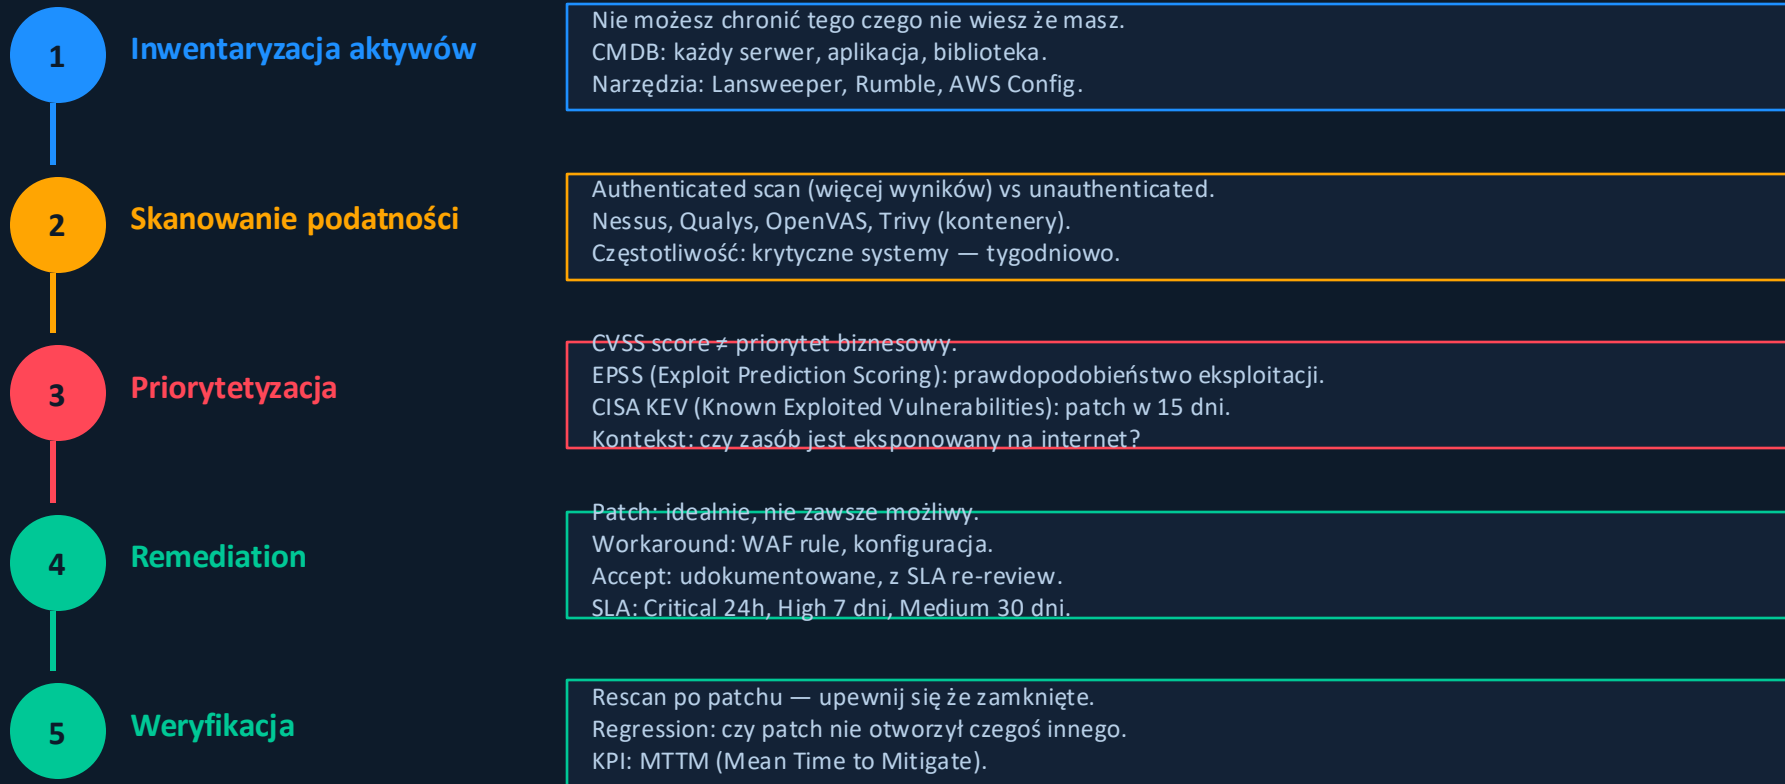 1
Inwentaryzacja aktywów
Nie możesz chronić tego czego nie wiesz że masz.
CMDB: każdy serwer, aplikacja, biblioteka.
Narzędzia: Lansweeper, Rumble, AWS Config.
2
Skanowanie podatności
Authenticated scan (więcej wyników) vs unauthenticated.
Nessus, Qualys, OpenVAS, Trivy (kontenery).
Częstotliwość: krytyczne systemy — tygodniowo.
3
Priorytetyzacja
CVSS score ≠ priorytet biznesowy.
EPSS (Exploit Prediction Scoring): prawdopodobieństwo eksploitacji.
CISA KEV (Known Exploited Vulnerabilities): patch w 15 dni.
Kontekst: czy zasób jest eksponowany na internet?
4
Remediation
Patch: idealnie, nie zawsze możliwy.
Workaround: WAF rule, konfiguracja.
Accept: udokumentowane, z SLA re-review.
SLA: Critical 24h, High 7 dni, Medium 30 dni.
5
Weryfikacja
Rescan po patchu — upewnij się że zamknięte.
Regression: czy patch nie otworzył czegoś innego.
KPI: MTTM (Mean Time to Mitigate).